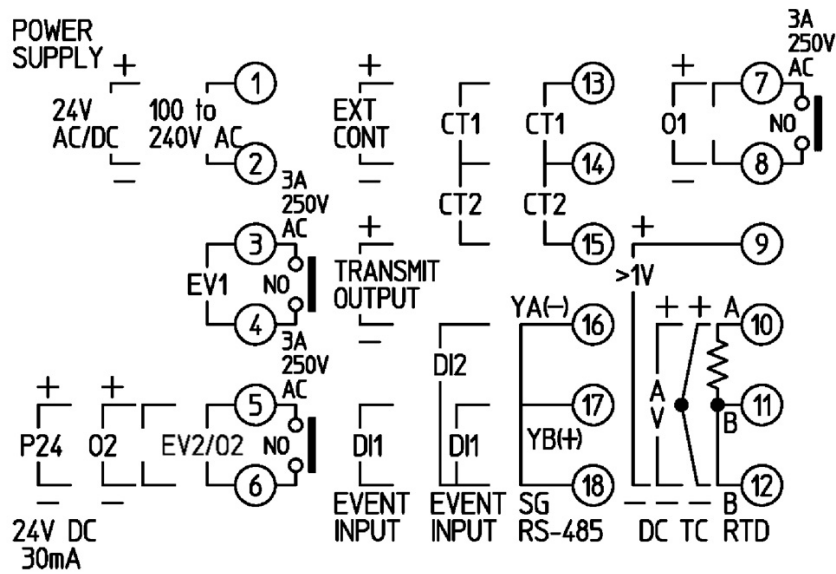 POWER
SUPPLY
+
24V
AC/DC
−
100 to
240V AC
1
2
EXT
CONT
+
−
CT1
CT2
CT1
CT2
13
14
15
+
O1
−
7
8
NO
3A
250V
AC
3A
250V
AC
EV1
3
4
NO
+
TRANSMIT
OUTPUT
−
+
>1V
9
YA(−)
16
17
YB(+)
18
DI2
DI1
+ + A
10
A
V
B
11
B
12
− − −
DC TC RTD
+
P24
−
24V DC
30mA
+
O2
−
EV2/O2
5
6
NO
3A
250V
AC
DI1
EVENT
INPUT
EVENT
INPUT
SG
RS-485